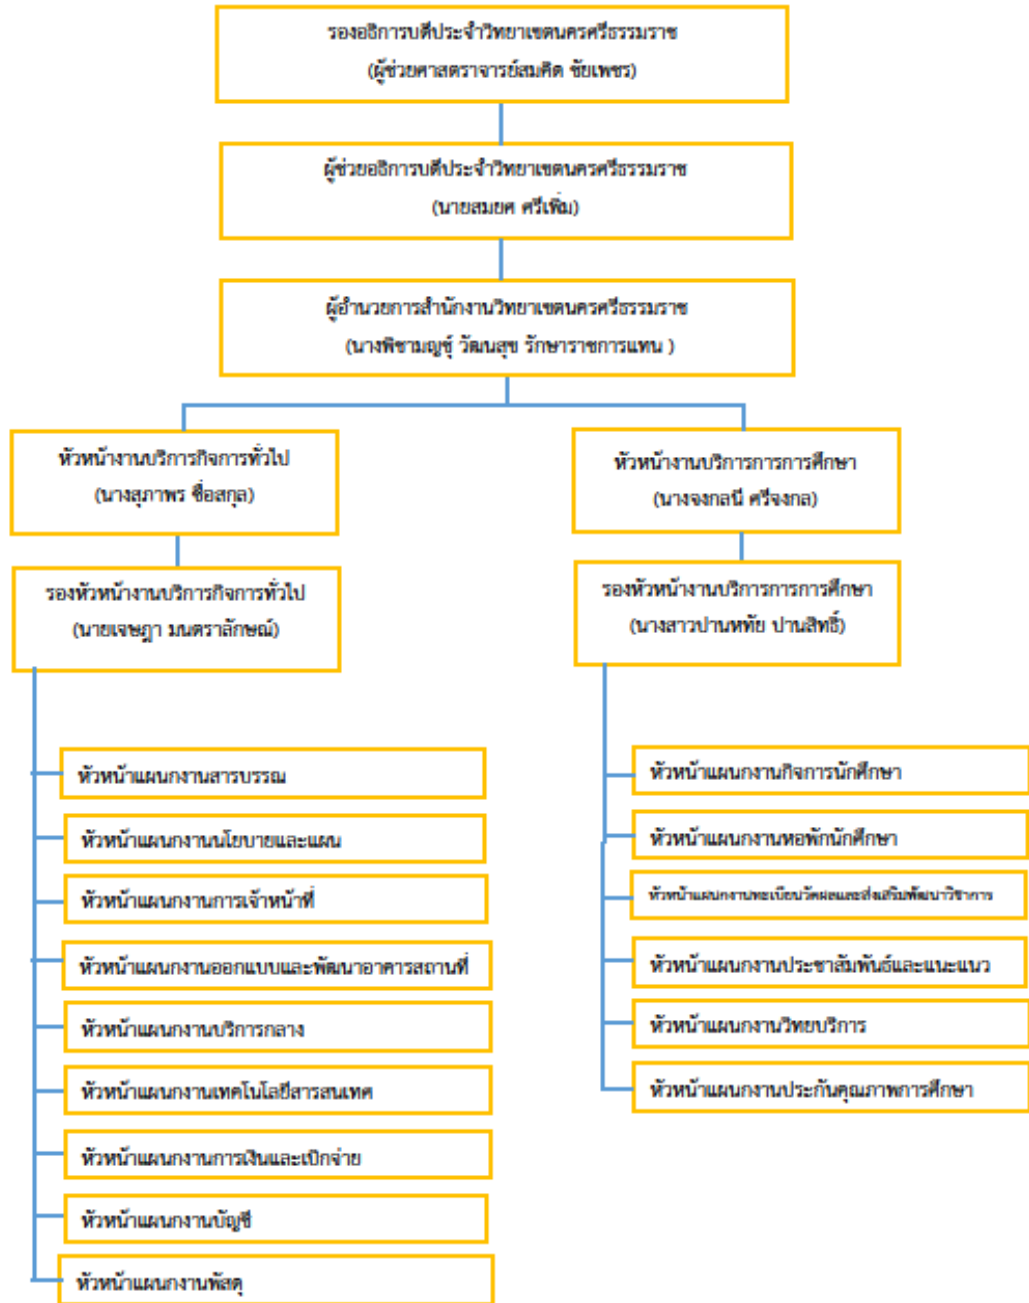 รองอธิการบดีประจำวิทยาเขตนครศรีธรรมราช
(ผู้ช่วยศาสตราจารย์สมคิด ชัยเพชร)
ผู้ช่วยอธิการบดีประจำวิทยาเขตนครศรีธรรมราช
(นายสมยศ ศรีเพิ่ม)
ผู้อำนวยการสำนักงานวิทยาเขตนครศรีธรรมราช
(นางพิชามญชุ์ วัฒนสุข รักษาราชการแทน )
หัวหน้างานบริการกิจการทั่วไป
(นางสุภาพร ชื่อสกุล)
รองหัวหน้างานบริการกิจการทั่วไป
(นายเจษฎา มนตราลักษณ์)
หัวหน้าแผนกงานสารบรรณ
หัวหน้าแผนกงานนโยบายและแผน
หัวหน้าแผนกงานการเจ้าหน้าที่
หัวหน้าแผนกงานออกแบบและพัฒนาอาคารสถานที่
หัวหน้าแผนกงานบริการกลาง
หัวหน้าแผนกงานเทคโนโลยีสารสนเทศ
หัวหน้าแผนกงานการเงินและเบิกจ่าย
หัวหน้าแผนกงานบัญชี
หัวหน้าแผนกงานพัสดุ
หัวหน้างานบริการการการศึกษา
(นางจงกลนี ศรีจงกล)
รองหัวหน้างานบริการการการศึกษา
(นางสาวปานหทัย ปานสิทธิ์)
หัวหน้าแผนกงานกิจการนักศึกษา
หัวหน้าแผนกงานหอพักนักศึกษา
หัวหน้าแผนกงานทะเบียนวัดผลและส่งเสริมพัฒนาวิชาการ
หัวหน้าแผนกงานประชาสัมพันธ์และแนะแนว
หัวหน้าแผนกงานวิทยบริการ
หัวหน้าแผนกงานประกันคุณภาพการศึกษา